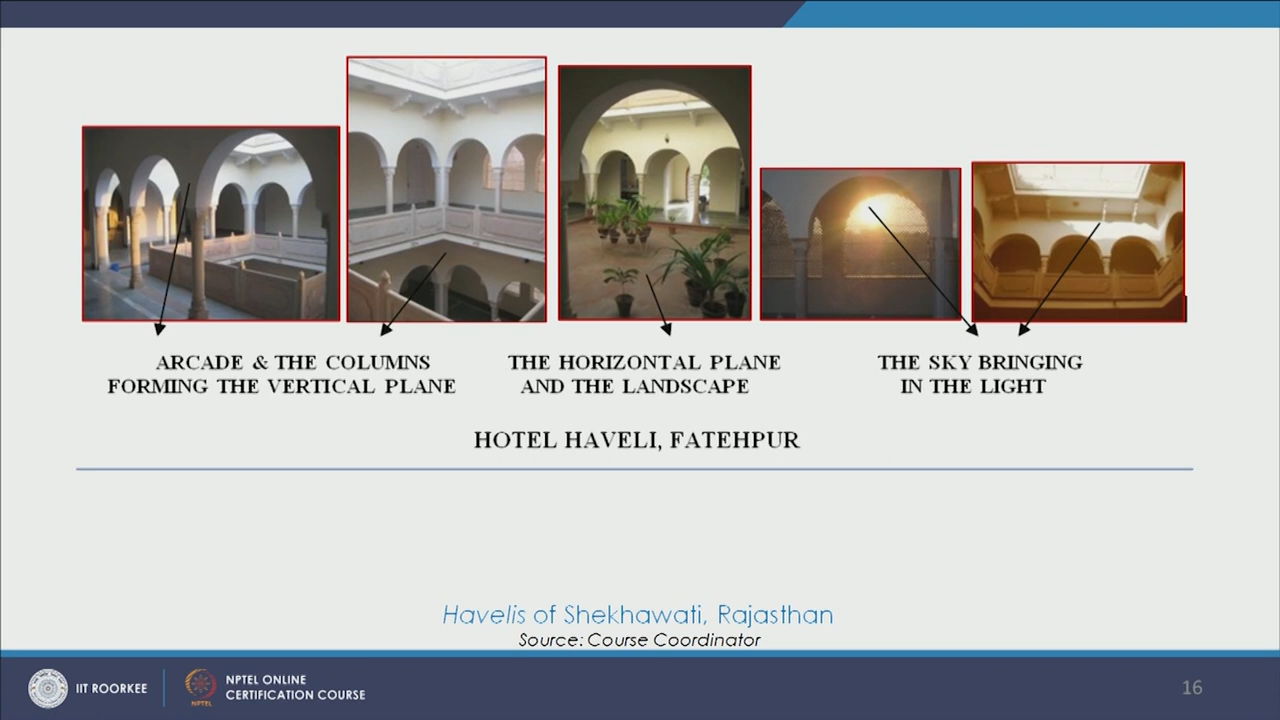 ARCADE & THE COLUMNS
FORMING THE VERTICAL PLANE
THE HORIZONTAL PLANE
AND THE LANDSCAPE
THE SKY BRINGING
IN THE LIGHT
HOTEL HAVELI, FATEHPUR
Havelis of Shekhawati, Rajasthan
Source: Course Coordinator
IIT ROORKEE
NPTEL
NPTEL ONLINE
CERTIFICATION COURSE
16